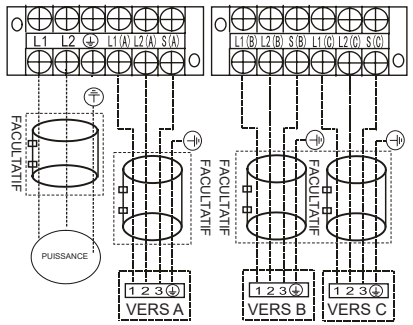 L1 L2 L1(A) L2(A) S(A)
L1(B) L2(B) S(B) L1(C) L2(C) S(C)
FACULTATIF
FACULTATIF
FACULTATIF
FACULTATIF
PUISSANCE
1 2 3
VERS A
1 2 3
VERS B
1 2 3
VERS C